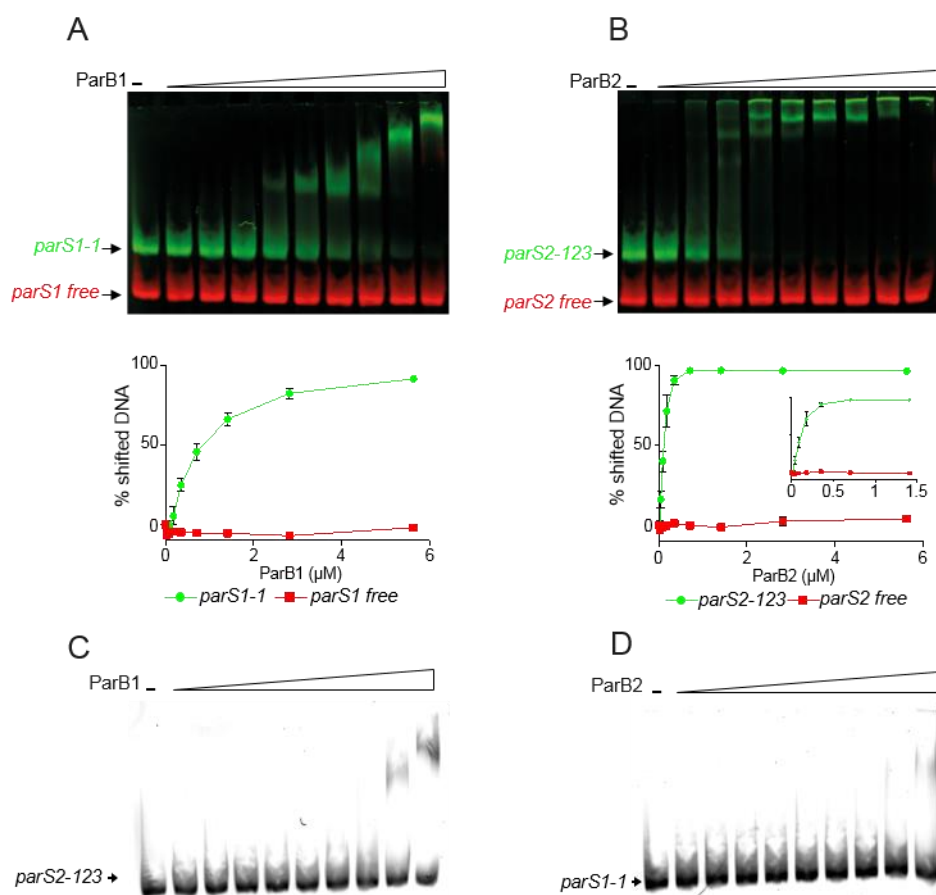 A
ParB1 –
parS1-1
parS1 free
% shifted DNA
100
50
0
0 2 4 6
ParB1 (µM)
parS1-1 parS1 free
B
ParB2 –
parS2-123
parS2 free
% shifted DNA
100
50
0
0 0.5 1 1.5
0 2 4 6
ParB2 (µM)
parS2-123 parS2 free
C
ParB1 –
parS2-123
D
ParB2 –
parS1-1